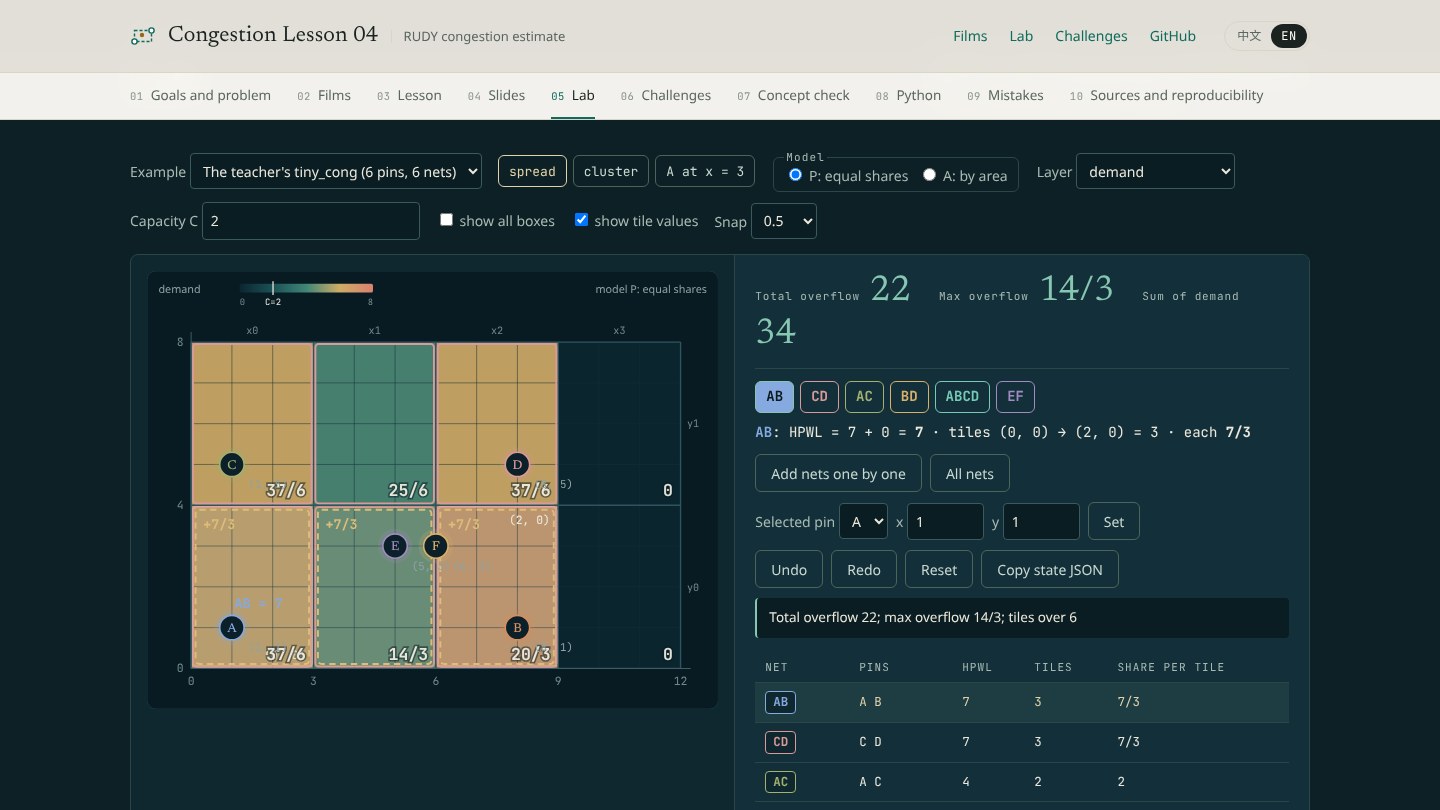 Congestion Lesson 04
RUDY congestion estimate
Films
Lab
Challenges
GitHub
中文
EN
01 Goals and problem
02 Films
03 Lesson
04 Slides
05 Lab
06 Challenges
07 Concept check
08 Python
09 Mistakes
10 Sources and reproducibility
Example
The teacher's tiny_cong (6 pins, 6 nets)
spread
cluster
A at x = 3
Model
P: equal shares
A: by area
Layer
demand
Capacity C
2
show all boxes
show tile values
Snap
0.5
demand
0
C=2
8
model P: equal shares
x0
x1
x2
x3
8
y1
C
D
37/6
25/6
37/6
5)
0
4
+7/3
+7/3
+7/3
(2, 0)
E
F
y0
A
B
37/6
14/3
20/3
1)
0
0
0
3
6
9
12
Total overflow 22
Max overflow 14/3
Sum of demand
34
AB
CD
AC
BD
ABCD
EF
AB: HPWL = 7 + 0 = 7 · tiles (0, 0) → (2, 0) = 3 · each 7/3
Add nets one by one
All nets
Selected pin
A
x
1
y
1
Set
Undo
Redo
Reset
Copy state JSON
Total overflow 22; max overflow 14/3; tiles over 6
NET PINS HPWL TILES SHARE PER TILE
AB A B 7 3 7/3
CD C D 7 3 7/3
AC A C 4 2 2